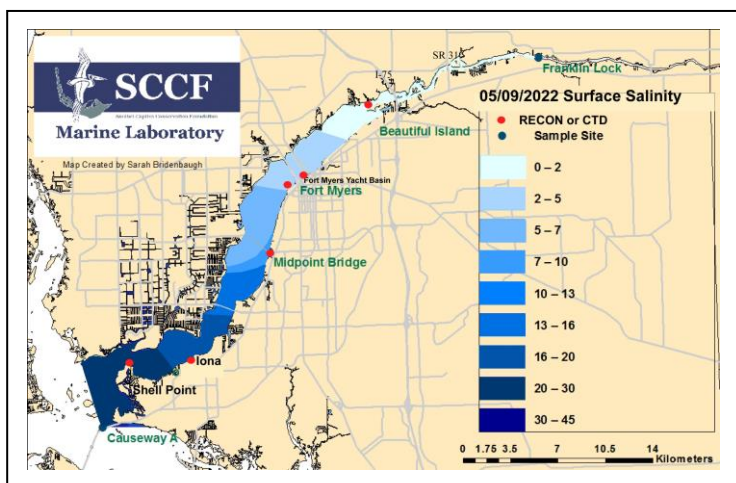 SCCF
Sanibel-Captiva Conservation Foundation
Marine Laboratory
Map Created by Sarah Bridenbaugh
SR 31
I-75
Franklin Lock
Beautiful Island
Fort Myers Yacht Basin
Fort Myers
Midpoint Bridge
Iona
Shell Point
Causeway A
05/09/2022 Surface Salinity
RECON or CTD
Sample Site
0 – 2
2 – 5
5 – 7
7 – 10
10 – 13
13 – 16
16 – 20
20 – 30
30 – 45
0 1.75 3.5 7 10.5 14
Kilometers